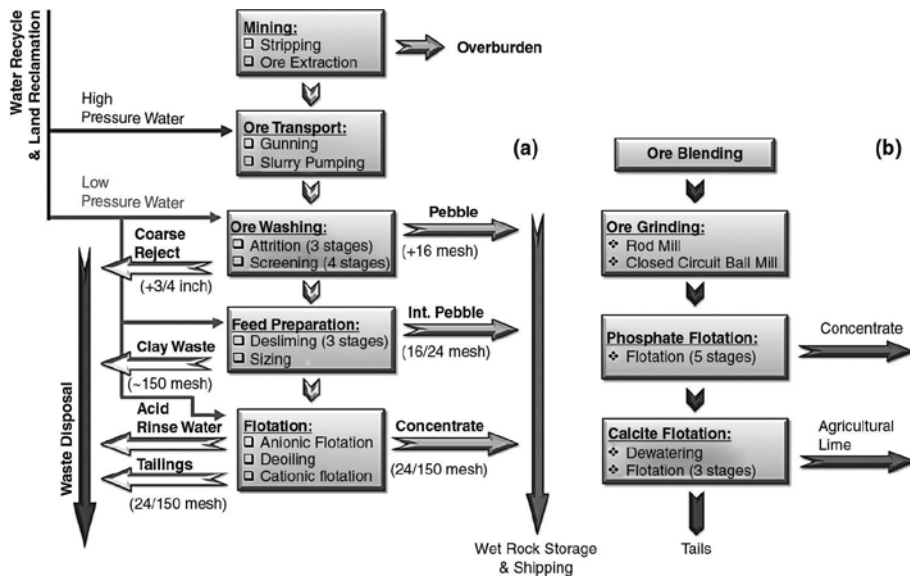 Water Recycle
& Land Reclamation
Mining:
Stripping
Ore Extraction
Overburden
High
Pressure Water
Ore Transport:
Gunning
Slurry Pumping
(a)
Low
Pressure Water
Ore Washing:
Attrition (3 stages)
Screening (4 stages)
Pebble
(+16 mesh)
Coarse
Reject
(+3/4 inch)
Feed Preparation:
Desliming (3 stages)
Sizing
Int. Pebble
(16/24 mesh)
Clay Waste
(~150 mesh)
Acid
Rinse Water
Flotation:
Anionic Flotation
Deoiling
Cationic flotation
Concentrate
(24/150 mesh)
Tailings
(24/150 mesh)
Waste Disposal
Wet Rock Storage
& Shipping
(b)
Ore Blending
Ore Grinding:
Rod Mill
Closed Circuit Ball Mill
Phosphate Flotation:
Flotation (5 stages)
Concentrate
Calcite Flotation:
Dewatering
Flotation (3 stages)
Agricultural
Lime
Tails